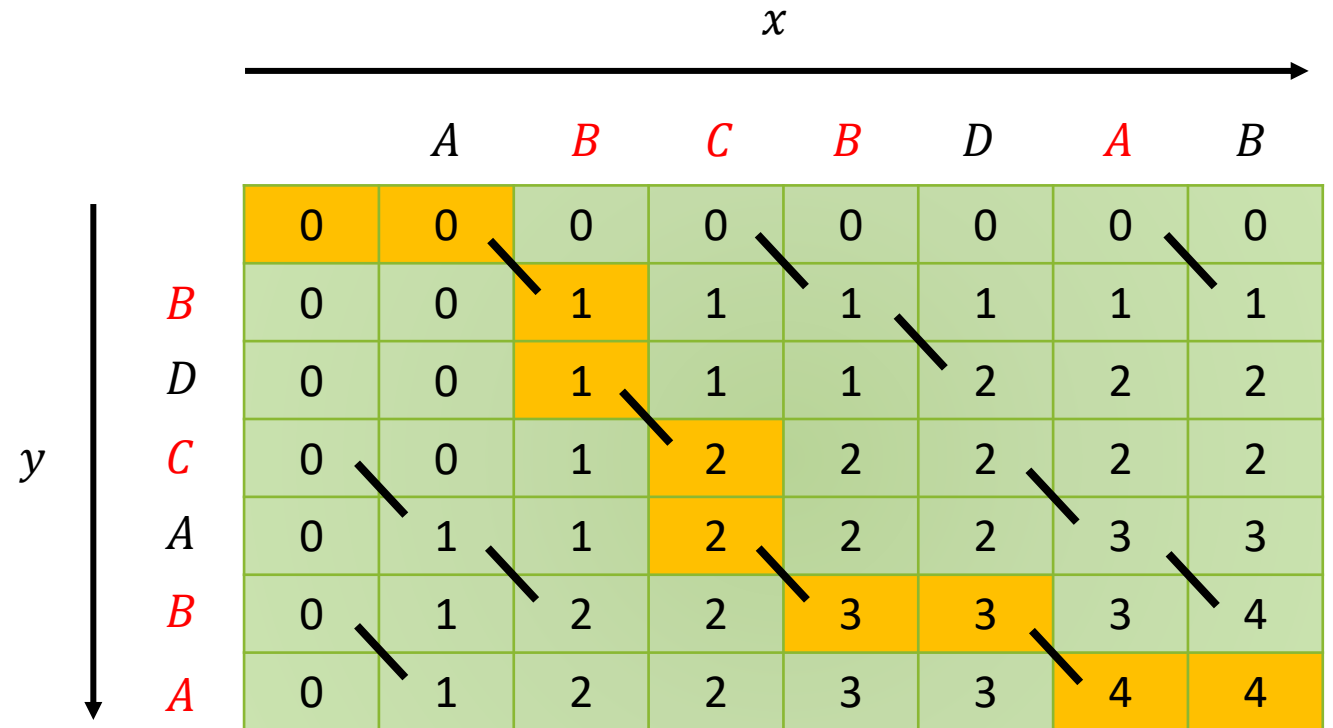 x
A B C B D A B
0 0 0 0 0 0 0 0
B 0 0 1 1 1 1 1 1
D 0 0 1 1 1 2 2 2
y C 0 0 1 2 2 2 2 2
A 0 1 1 2 2 2 3 3
B 0 1 2 2 3 3 3 4
A 0 1 2 2 3 3 4 4